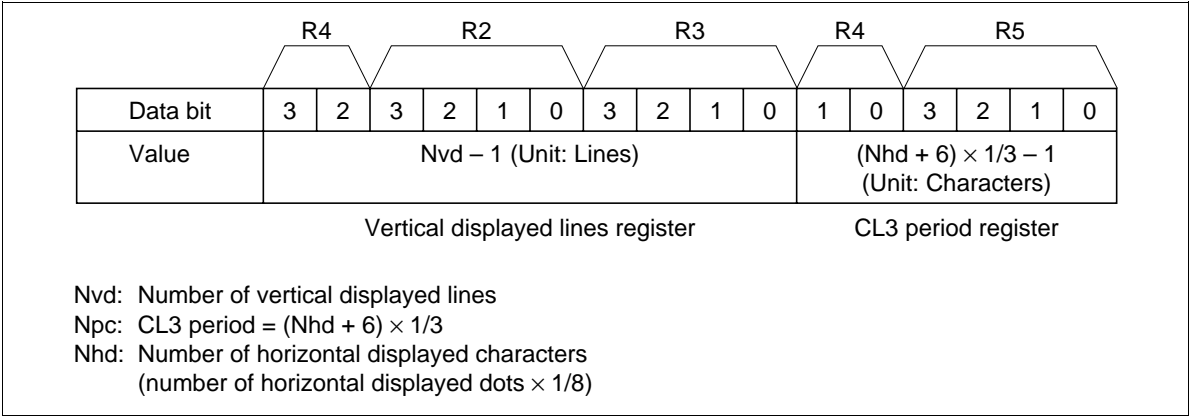 R4 R2 R3 R4 R5
Data bit 3 2 3 2 1 0 3 2 1 0 1 0 3 2 1 0
Value Nvd – 1 (Unit: Lines) (Nhd + 6) × 1/3 – 1
(Unit: Characters)
Vertical displayed lines register CL3 period register
Nvd: Number of vertical displayed lines
Npc: CL3 period = (Nhd + 6) × 1/3
Nhd: Number of horizontal displayed characters
(number of horizontal displayed dots × 1/8)